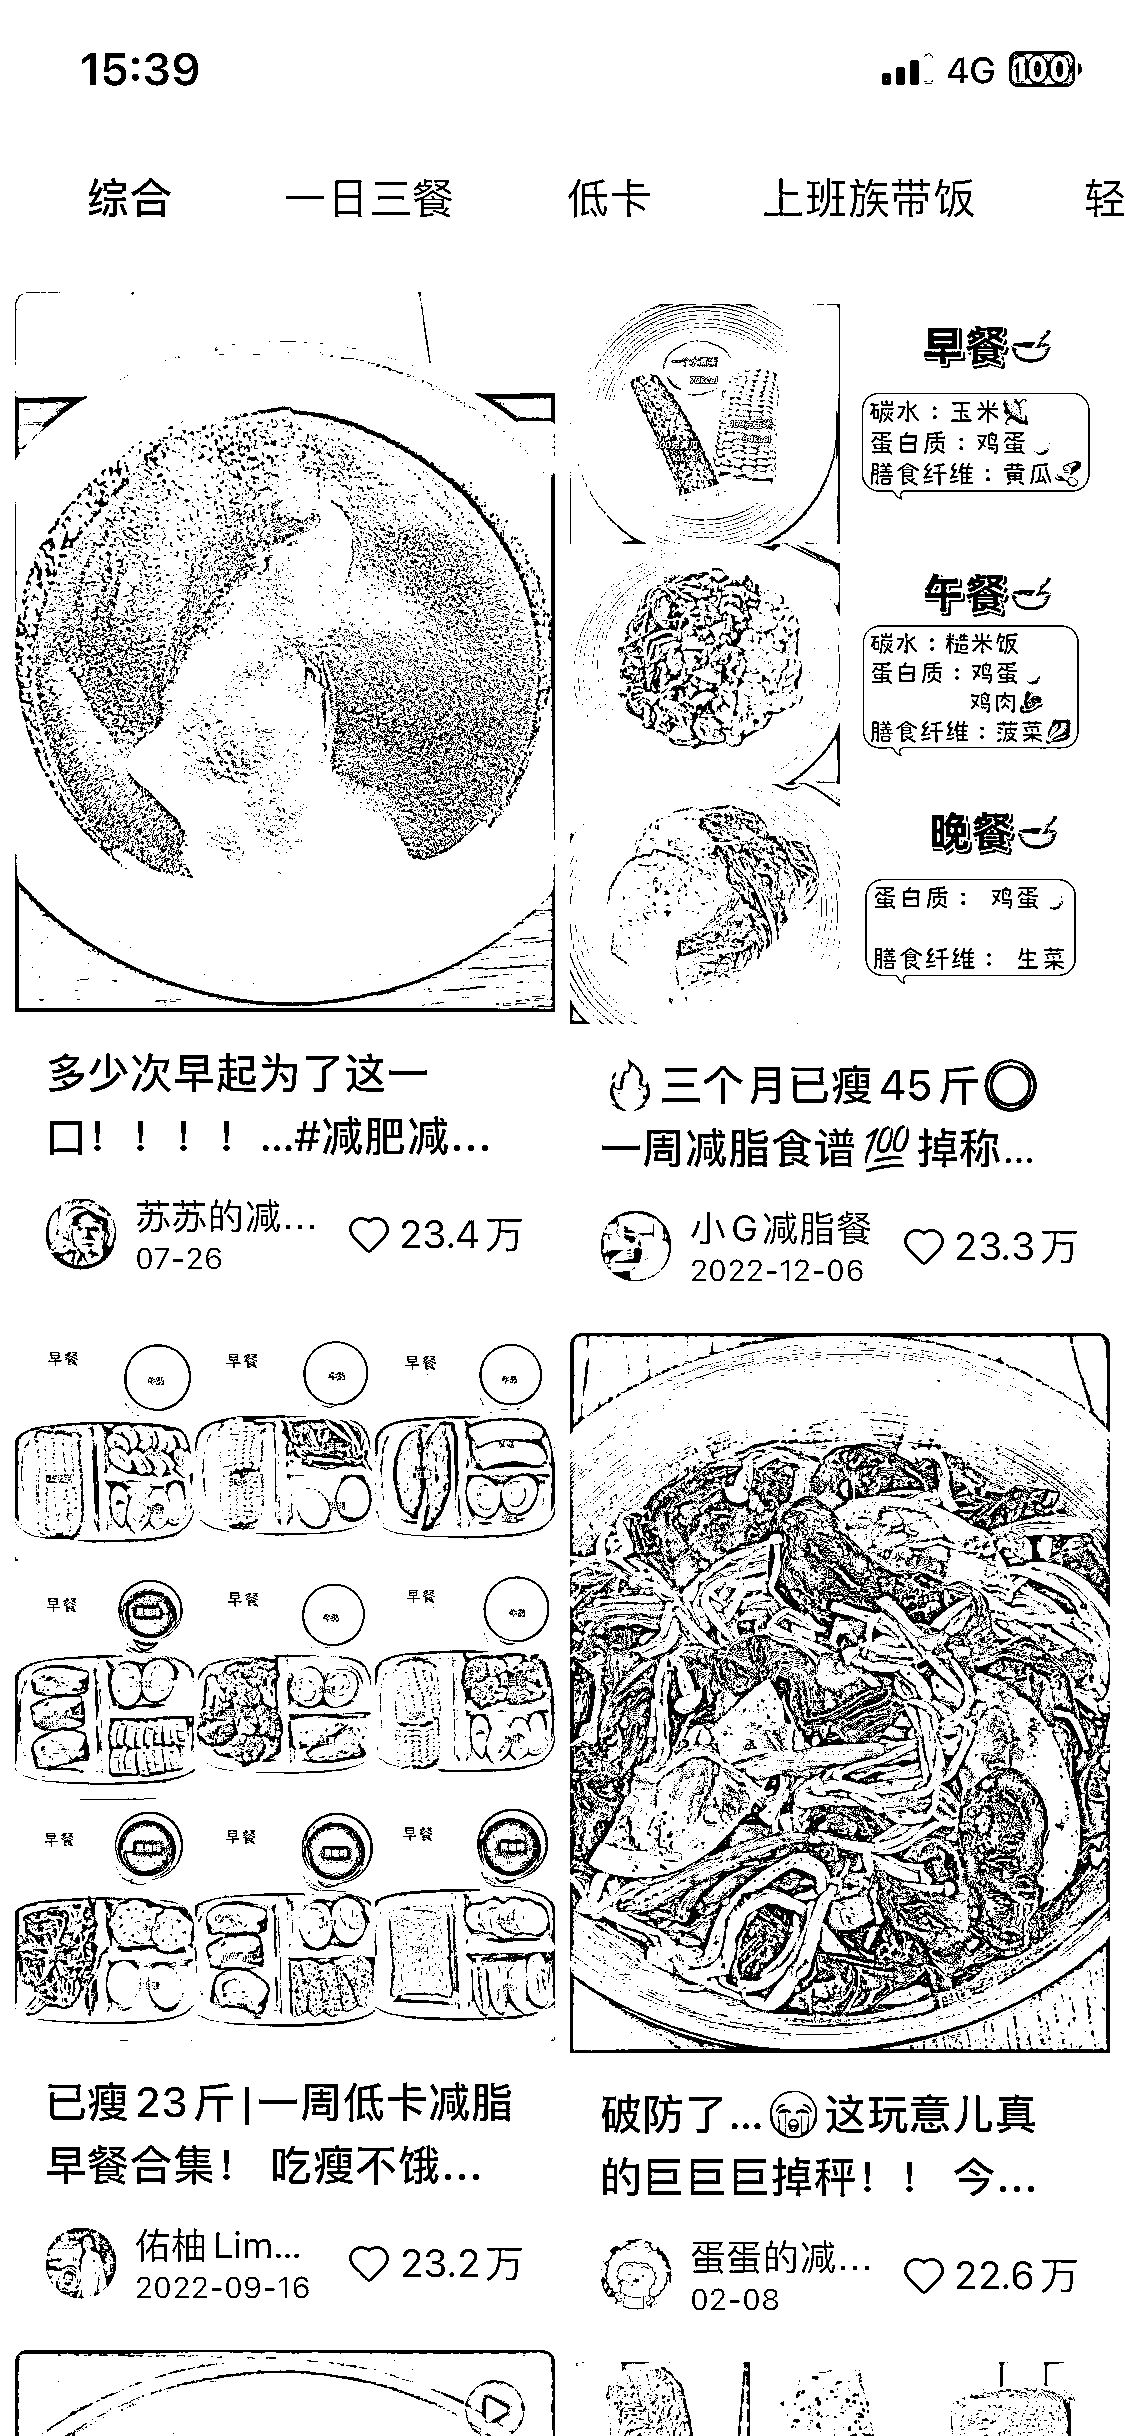 15:39
4G 100
综合 一日三餐 低卡 上班族带饭 轻
早餐
碳水：玉米
蛋白质：鸡蛋
膳食纤维：黄瓜
午餐
碳水：糙米饭
蛋白质：鸡蛋
鸡肉
膳食纤维：菠菜
晚餐
蛋白质： 鸡蛋
膳食纤维： 生菜
多少次早起为了这一
口！！！！...#减肥减...
苏苏的减...
07-26
23.4万
🔥三个月已瘦45斤⭕
一周减脂食谱💯掉称...
小G减脂餐
2022-12-06
23.3万
早餐 早餐 早餐
早餐 早餐 早餐
早餐 早餐 早餐
已瘦23斤|一周低卡减脂
早餐合集！ 吃瘦不饿...
佑柚Lim...
2022-09-16
23.2万
破防了...😭这玩意儿真
的巨巨巨掉秤！！ 今...
蛋蛋的减...
02-08
22.6万